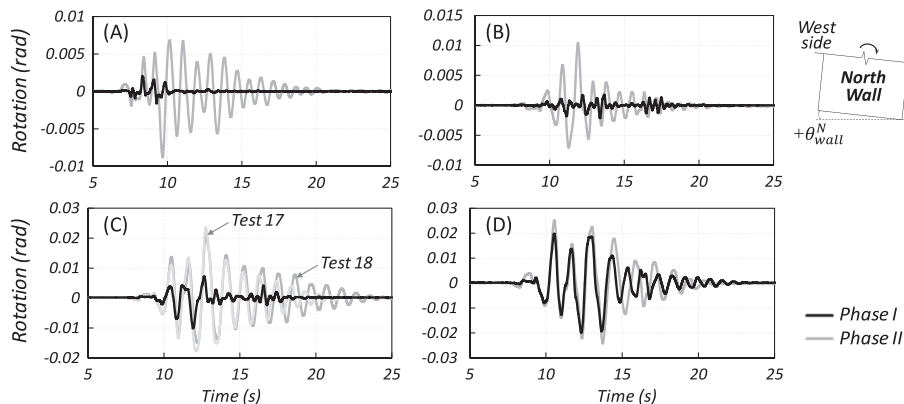 (A)
Rotation (rad)
0.01
0.005
0
-0.005
-0.01
5 10 15 20 25
(B)
0.015
0.01
0.005
0
-0.005
-0.01
5 10 15 20 25
West
side
North
Wall
+θ^N_wall
(C)
Rotation (rad)
0.03
0.02
0.01
0
-0.01
-0.02
Test 17
Test 18
5 10 15 20 25
Time (s)
(D)
0.03
0.02
0.01
0
-0.01
-0.02
-0.03
5 10 15 20 25
Time (s)
Phase I
Phase II